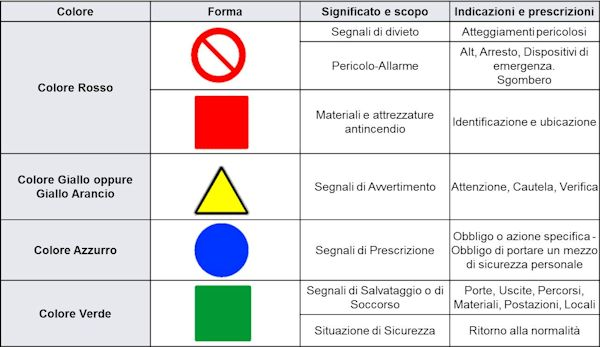 Colore Forma Significato e scopo Indicazioni e prescrizioni
Colore Rosso
Segnali di divieto Atteggiamenti pericolosi
Pericolo-Allarme
Alt, Arresto, Dispositivi di
emergenza.
Sgombero
Materiali e attrezzature
antincendio
Identificazione e ubicazione
Colore Giallo oppure
Giallo Arancio
Segnali di Avvertimento
Attenzione, Cautela, Verifica
Colore Azzurro
Segnali di Prescrizione
Obbligo o azione specifica -
Obbligo di portare un mezzo
di sicurezza personale
Colore Verde
Segnali di Salvataggio o di
Soccorso
Porte, Uscite, Percorsi,
Materiali, Postazioni, Locali
Situazione di Sicurezza Ritorno alla normalità